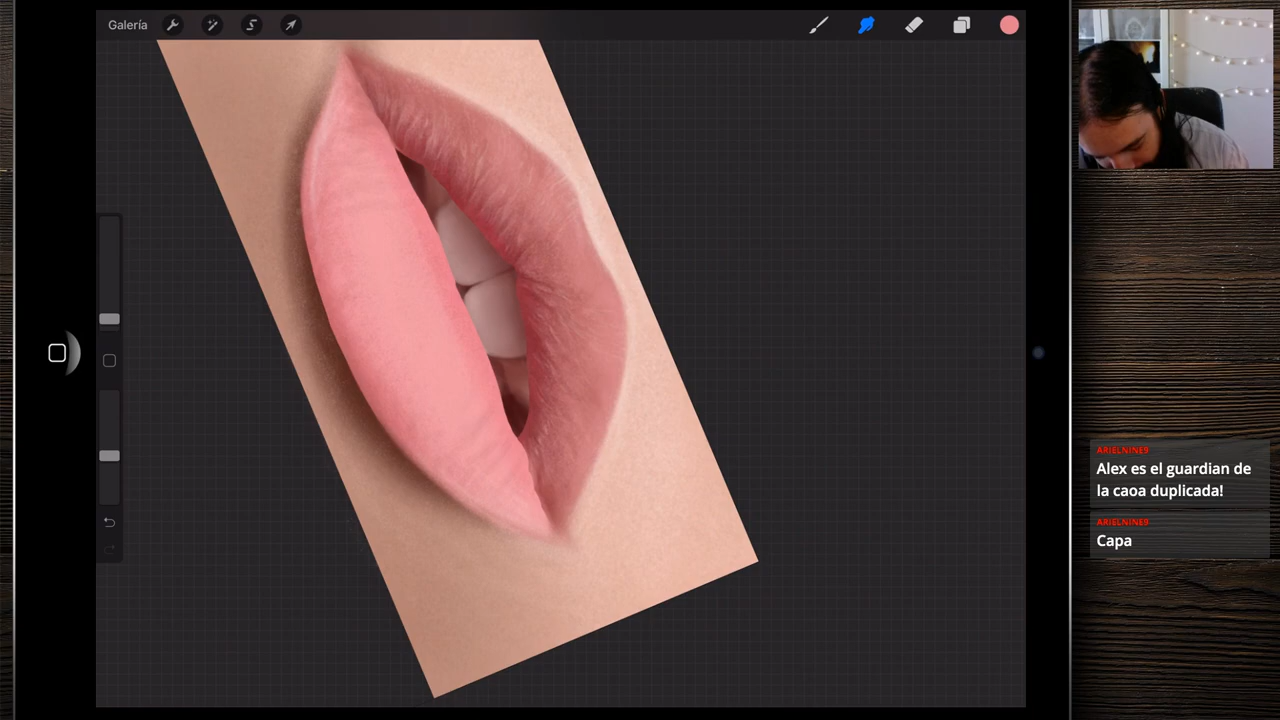 Galería
ARIELNINE9
Alex es el guardian de
la caoa duplicada!
ARIELNINE9
Capa